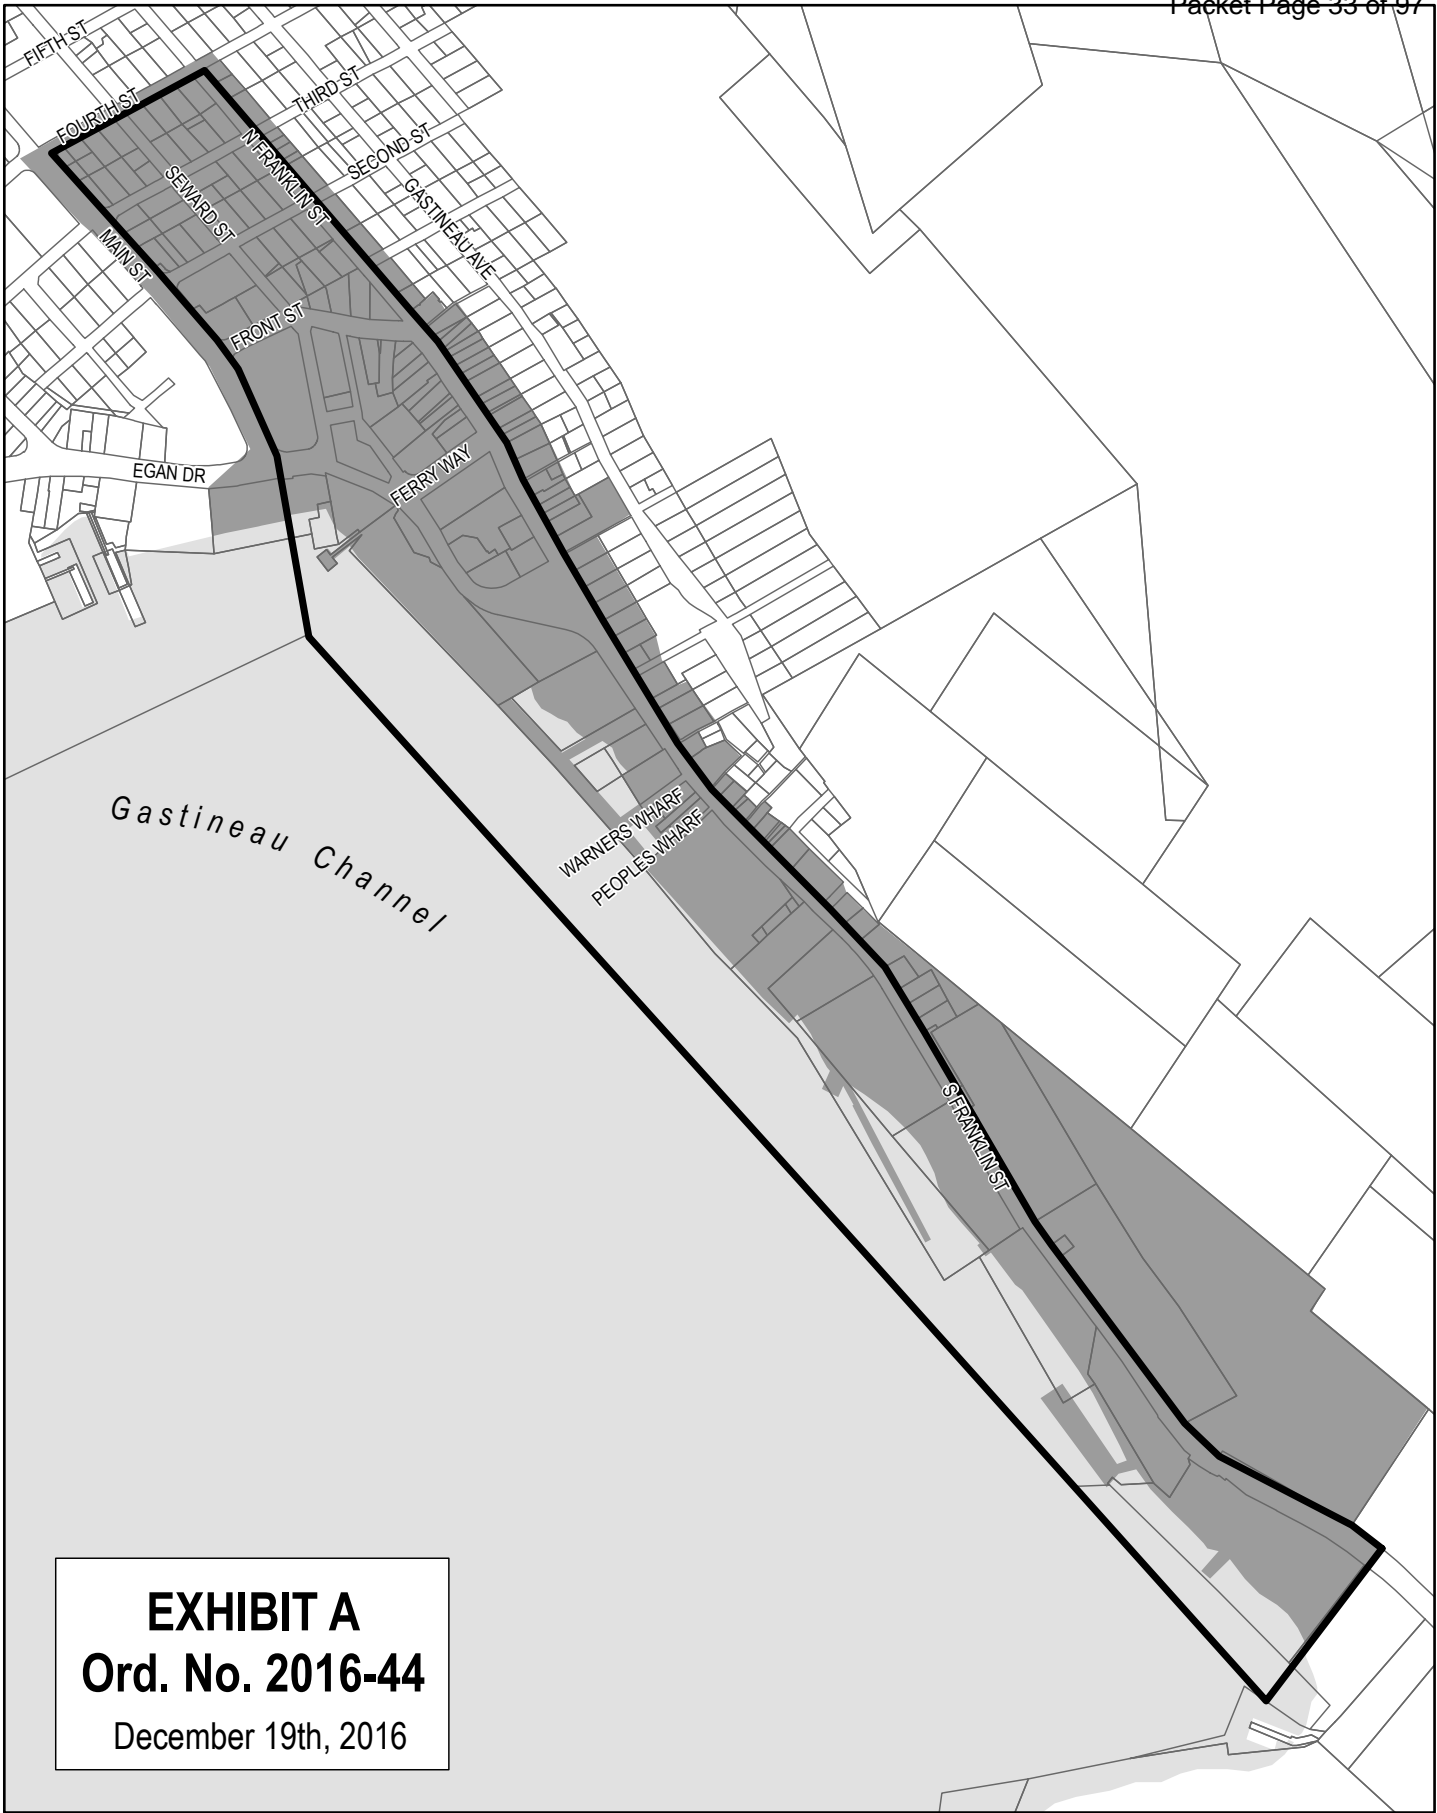 Packet Page 33 of 97
FIFTH ST
FOURTH ST
THIRD ST
N FRANKLIN ST
SECOND ST
SEWARD ST
GASTINEAU AVE
MAIN ST
FRONT ST
EGAN DR
FERRY WAY
Gastineau Channel
WARNERS WHARF
PEOPLES WHARF
S FRANKLIN ST
EXHIBIT A
Ord. No. 2016-44
December 19th, 2016